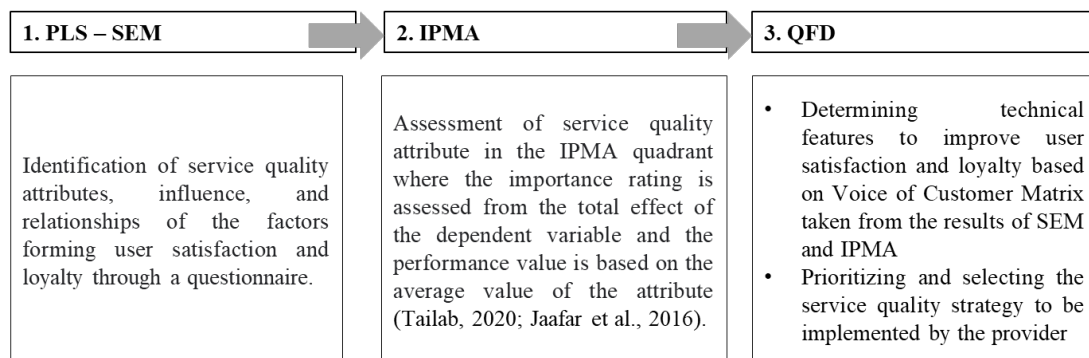 1. PLS – SEM
2. IPMA
3. QFD
Identification of service quality
attributes, influence, and
relationships of the factors
forming user satisfaction and
loyalty through a questionnaire.
Assessment of service quality
attribute in the IPMA quadrant
where the importance rating is
assessed from the total effect of
the dependent variable and the
performance value is based on the
average value of the attribute
(Tailab, 2020; Jaafar et al., 2016).
• Determining technical
features to improve user
satisfaction and loyalty based
on Voice of Customer Matrix
taken from the results of SEM
and IPMA
• Prioritizing and selecting the
service quality strategy to be
implemented by the provider